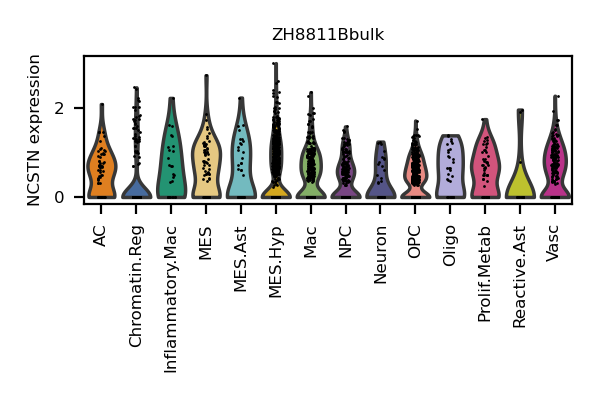 ZH8811Bbulk
NCSTN expression
2
0
AC
Chromatin.Reg
Inflammatory.Mac
MES
MES.Ast
MES.Hyp
Mac
NPC
Neuron
OPC
Oligo
Prolif.Metab
Reactive.Ast
Vasc